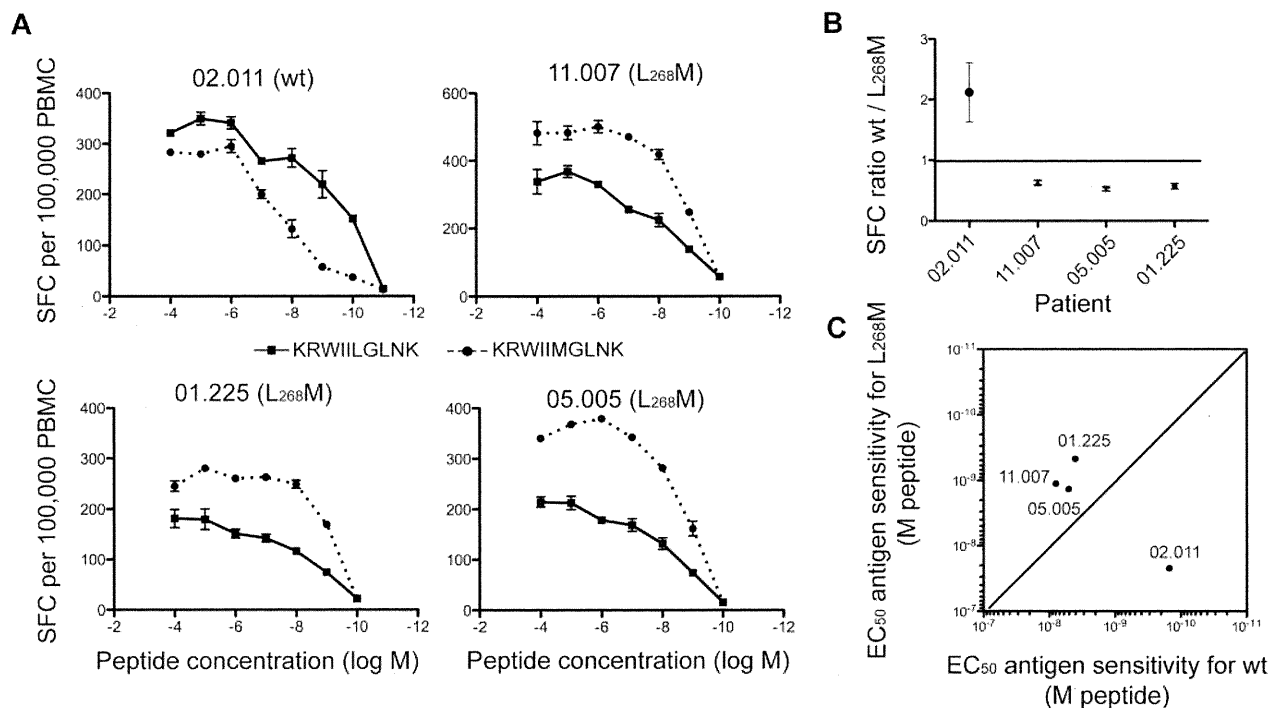 A
02.011 (wt)
SFC per 100,000 PBMC
400
300
200
100
0
-2 -4 -6 -8 -10 -12
11.007 (L268M)
600
400
200
0
-2 -4 -6 -8 -10 -12
KRWIILGLNK KRWIIMGLNK
01.225 (L268M)
SFC per 100,000 PBMC
400
300
200
100
0
-2 -4 -6 -8 -10 -12
Peptide concentration (log M)
05.005 (L268M)
400
300
200
100
0
-2 -4 -6 -8 -10 -12
Peptide concentration (log M)
B
SFC ratio wt / L268M
3
2
1
0
02.011 11.007 05.005 01.225
Patient
C
EC50 antigen sensitivity for L268M
(M peptide)
10-11
10-10
10-9
10-8
10-7
01.225
11.007
05.005
02.011
10-7 10-8 10-9 10-10 10-11
EC50 antigen sensitivity for wt
(M peptide)